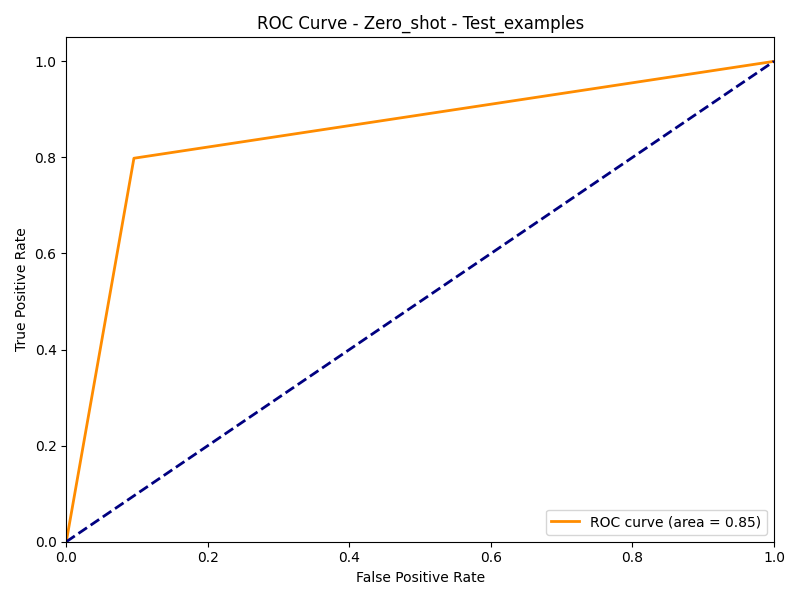 ROC Curve - Zero_shot - Test_examples
True Positive Rate
1.0
0.8
0.6
0.4
0.2
0.0
0.0 0.2 0.4 0.6 0.8 1.0
False Positive Rate
ROC curve (area = 0.85)